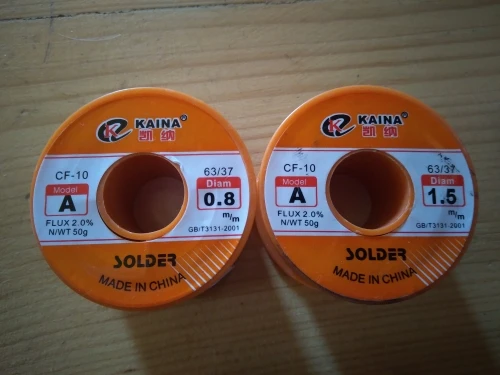 KAINA®
凯纳
CF-10
63/37
Model
A
Diam
0.8
m/m
FLUX 2.0%
N/WT 50g
GB/T3131-2001
SOLDER
MADE IN CHINA
KAINA®
凯纳
CF-10
63/37
Model
A
Diam
1.5
m/m
FLUX 2.0%
N/WT 50g
GB/T3131-2001
SOLDER
MADE IN CHINA